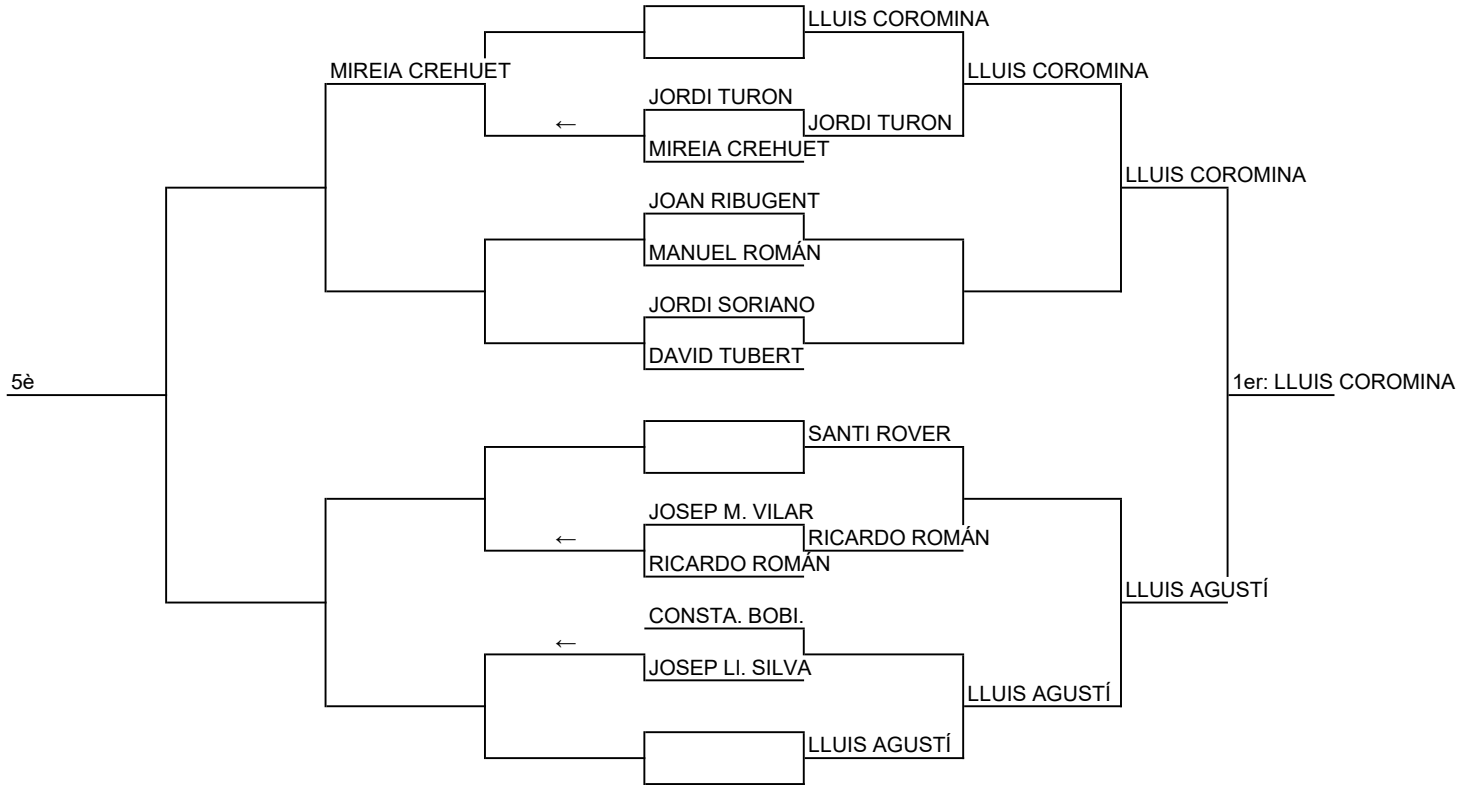 LLUIS COROMINA
MIREIA CREHUET
LLUIS COROMINA
JORDI TURON
←
JORDI TURON
MIREIA CREHUET
LLUIS COROMINA
JOAN RIBUGENT
MANUEL ROMÁN
JORDI SORIANO
DAVID TUBERT
5è
1er: LLUIS COROMINA
SANTI ROVER
JOSEP M. VILAR
←
RICARDO ROMÁN
RICARDO ROMÁN
LLUIS AGUSTÍ
CONSTA. BOBI.
←
JOSEP Ll. SILVA
LLUIS AGUSTÍ
LLUIS AGUSTÍ